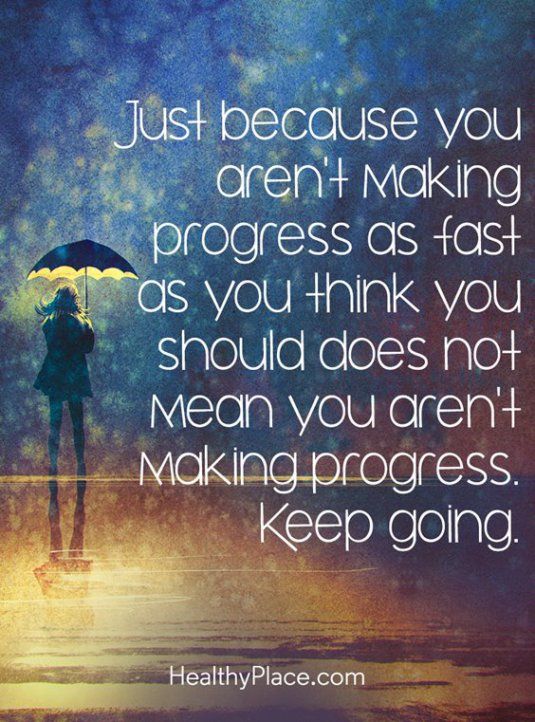 Just because you
aren't making
progress as fast
as you think you
should does not
mean you aren't
making progress.
Keep going.
HealthyPlace.com